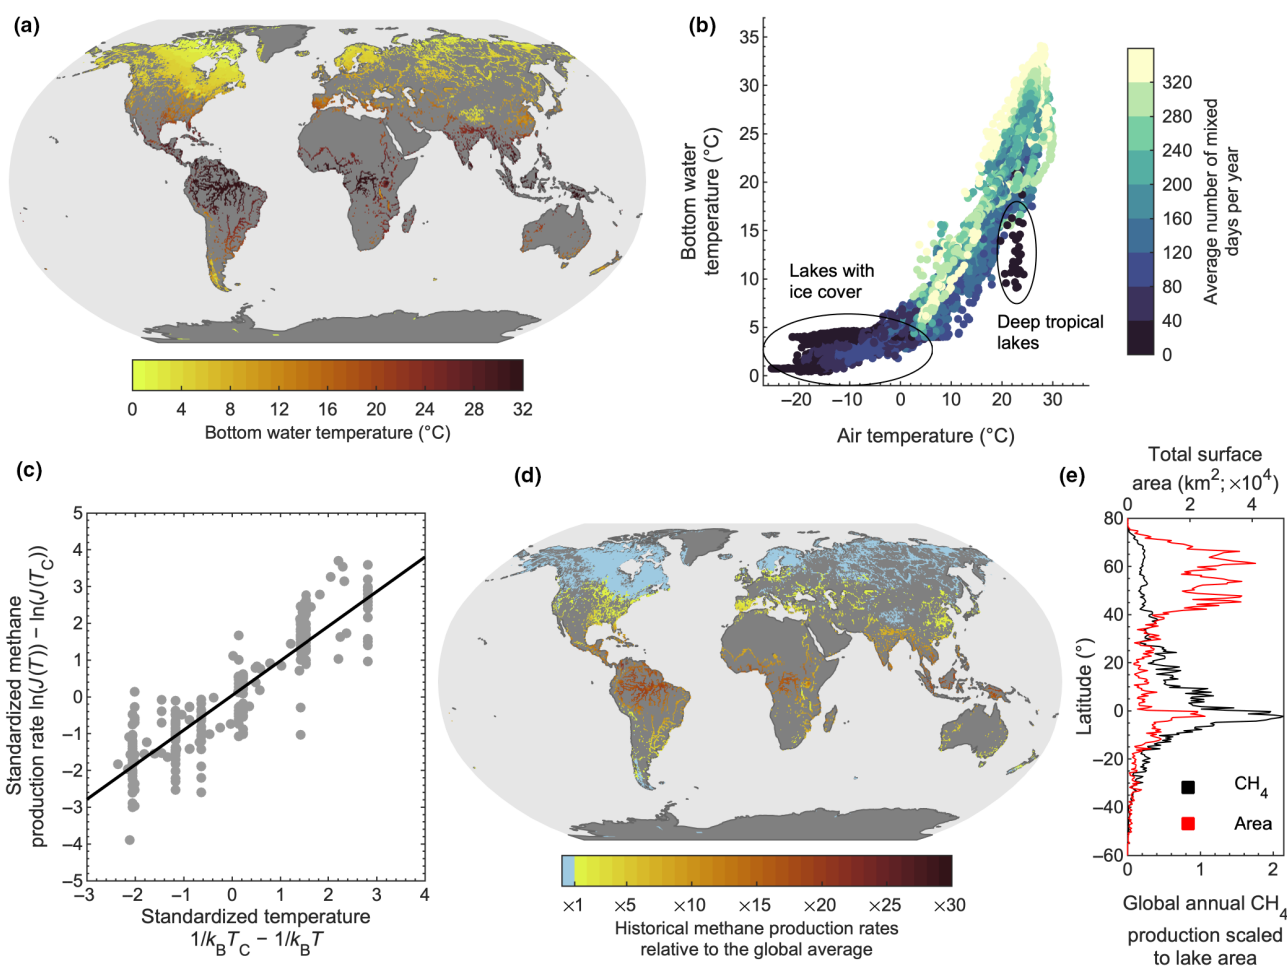 (a)
0 4 8 12 16 20 24 28 32
Bottom water temperature (°C)
(b)
35
30
25
20
15
10
5
0
Bottom water
temperature (°C)
Lakes with
ice cover
Deep tropical
lakes
–20 –10 0 10 20 30
Air temperature (°C)
320
280
240
200
160
120
80
40
0
Average number of mixed
days per year
(c)
5
4
3
2
1
0
–1
–2
–3
–4
–5
Standardized methane
production rate ln(J(T)) – ln(J(T_C))
–3 –2 –1 0 1 2 3 4
Standardized temperature
1/k_BT_C – 1/k_BT
(d)
×1 ×5 ×10 ×15 ×20 ×25 ×30
Historical methane production rates
relative to the global average
(e)
Total surface
area (km²; ×10⁴)
0 2 4
80
60
40
20
0
–20
–40
–60
Latitude (°)
CH₄
Area
0 1 2
Global annual CH₄
production scaled
to lake area